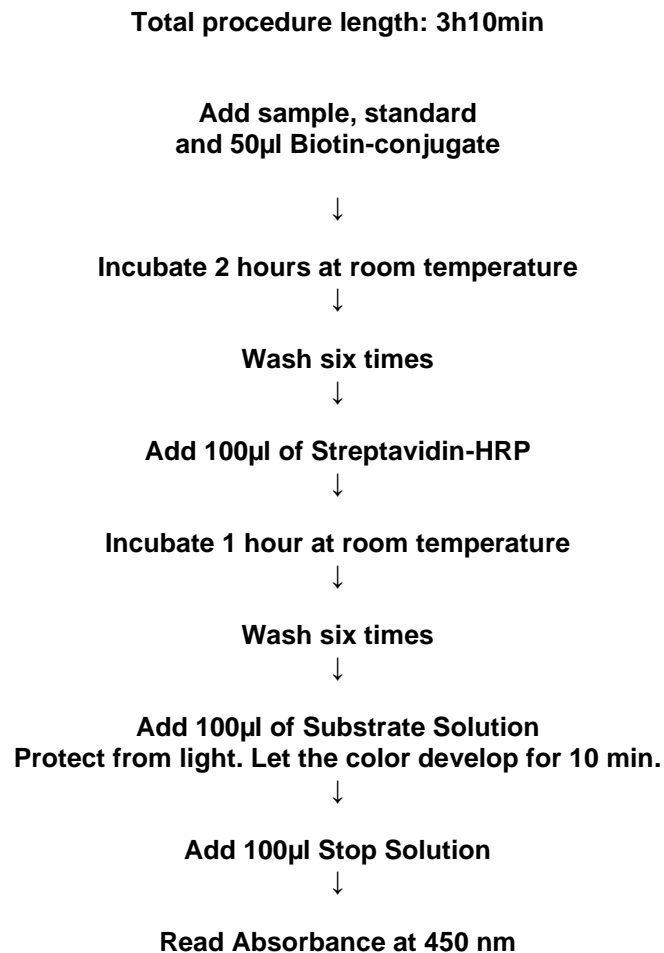 Total procedure length: 3h10min
Add sample, standard
and 50µl Biotin-conjugate
↓
Incubate 2 hours at room temperature
↓
Wash six times
↓
Add 100µl of Streptavidin-HRP
↓
Incubate 1 hour at room temperature
↓
Wash six times
↓
Add 100µl of Substrate Solution
Protect from light. Let the color develop for 10 min.
↓
Add 100µl Stop Solution
↓
Read Absorbance at 450 nm